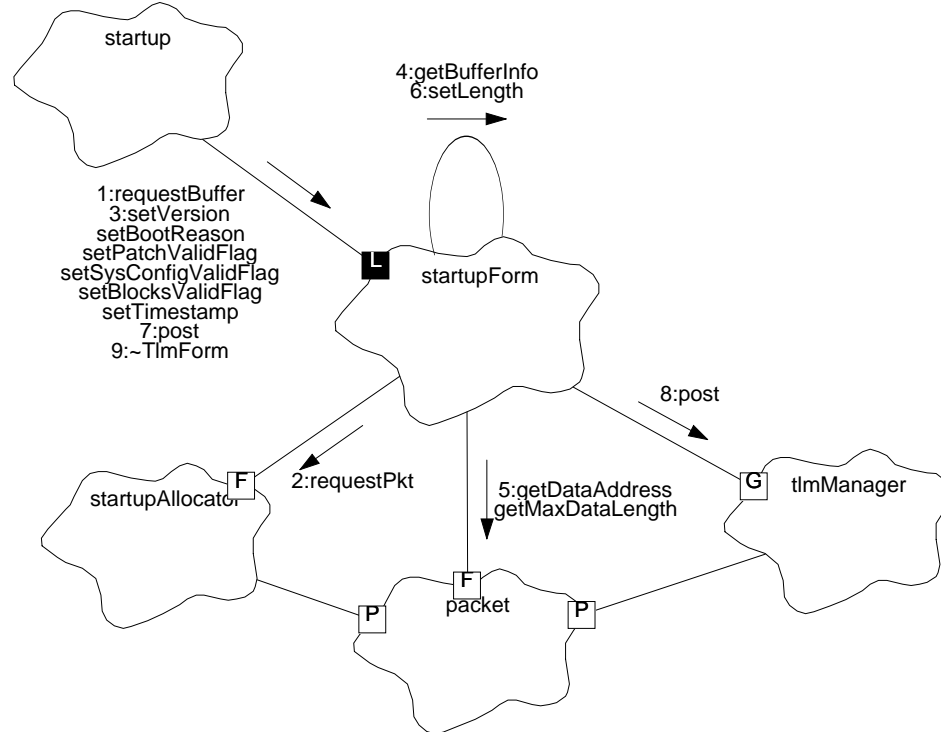 startup
4:getBufferInfo
6:setLength
1:requestBuffer
3:setVersion
setBootReason
setPatchValidFlag
setSysConfigValidFlag
setBlocksValidFlag
setTimestamp
7:post
9:~TlmForm
L
startupForm
8:post
F
2:requestPkt
startupAllocator
5:getDataAddress
getMaxDataLength
G
tlmManager
F
packet
P
P